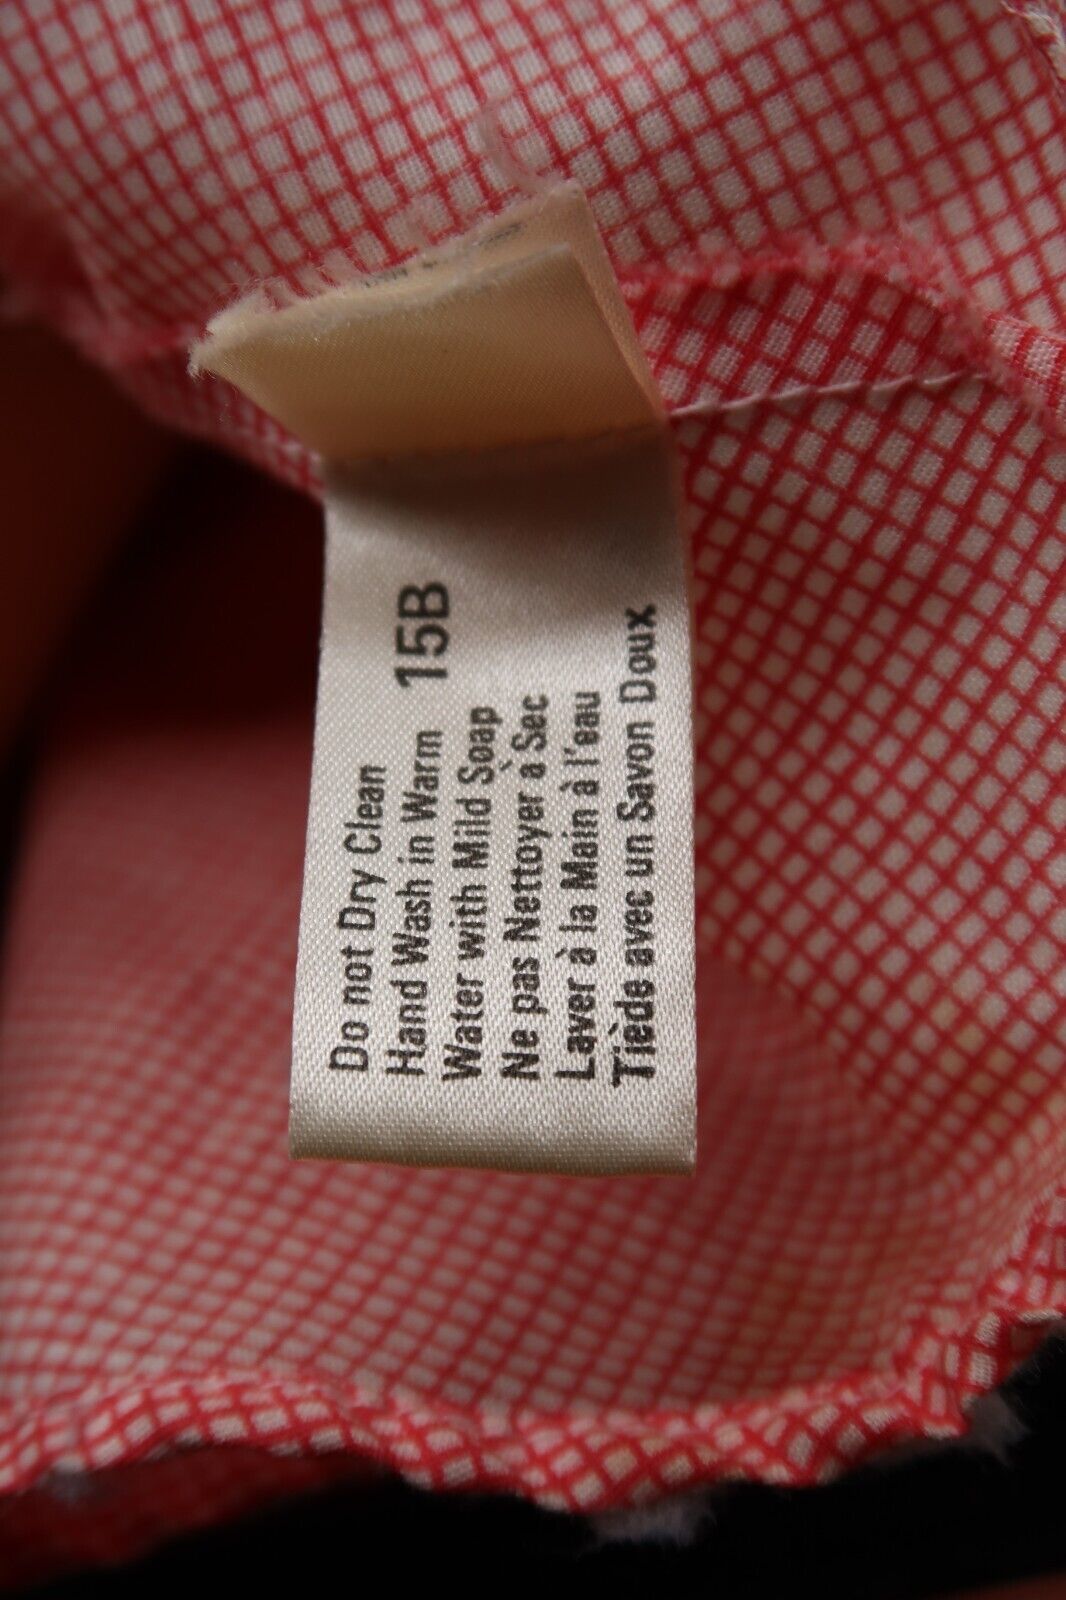 Do not Dry Clean
Hand Wash in Warm 15B
Water with Mild Soap
Ne pas Nettoyer à Sec
Laver à la Main à l'eau
Tiède avec un Savon Doux